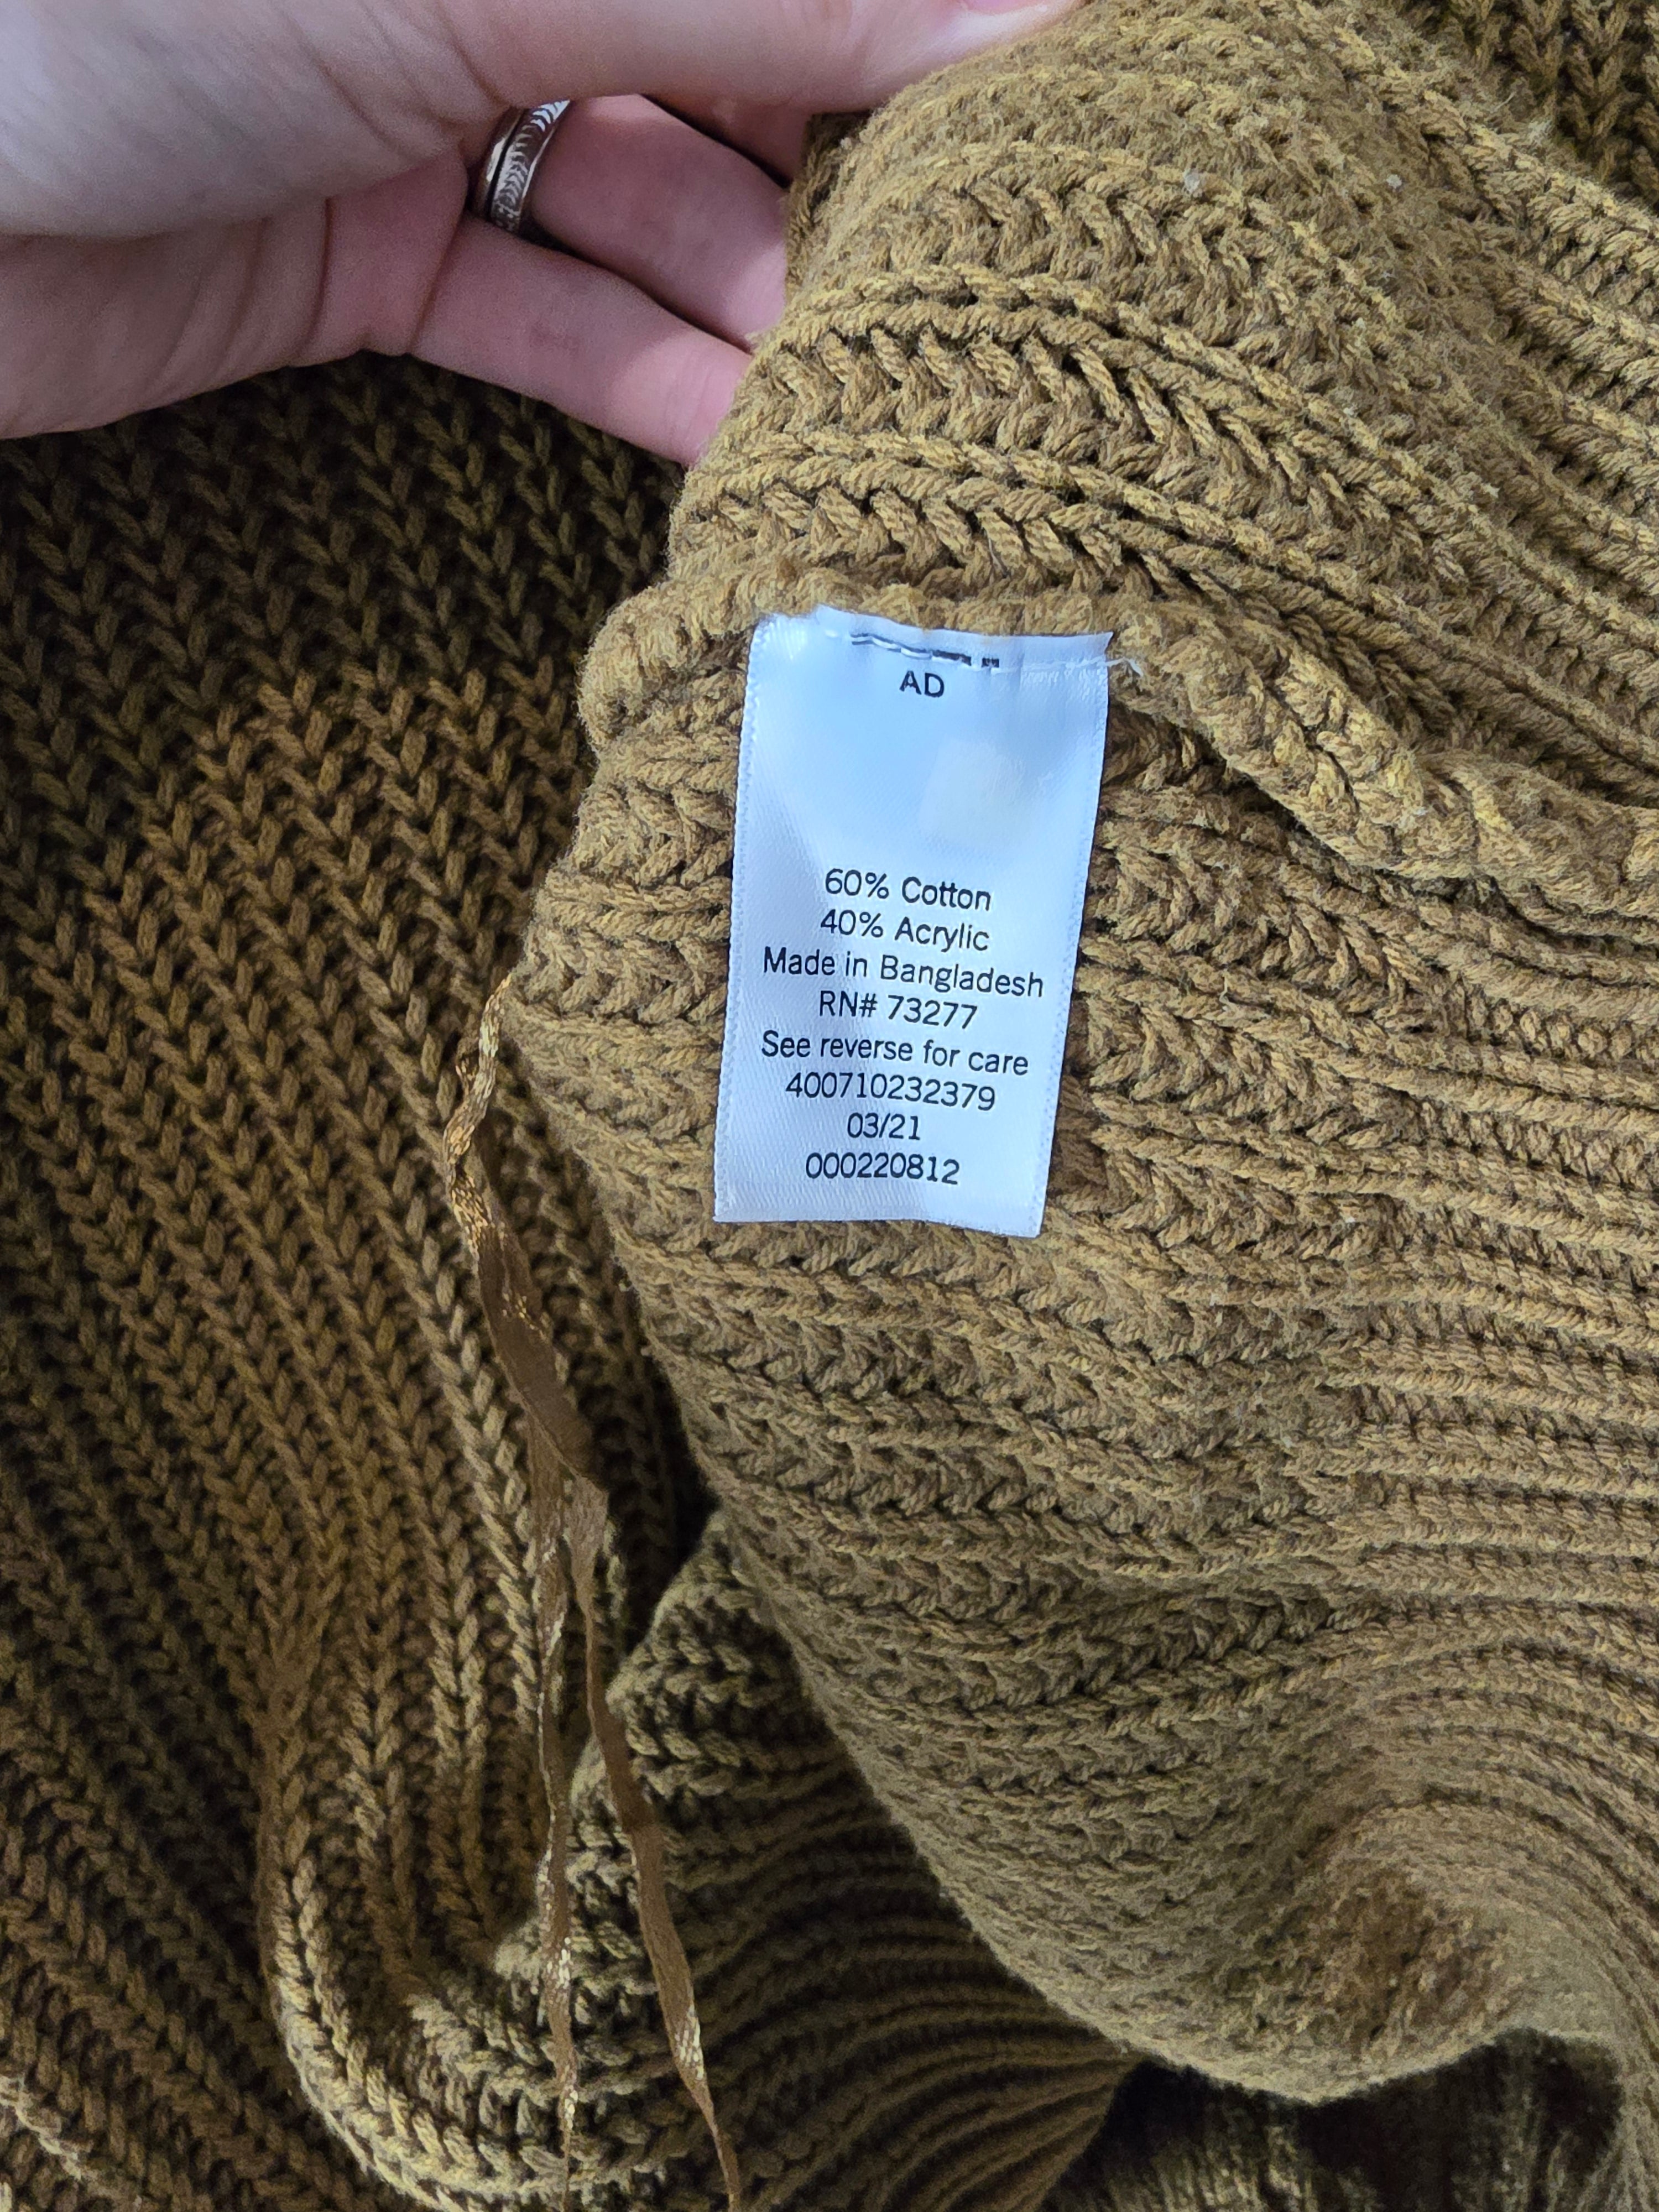 AD
60% Cotton
40% Acrylic
Made in Bangladesh
RN# 73277
See reverse for care
400710232379
03/21
000220812